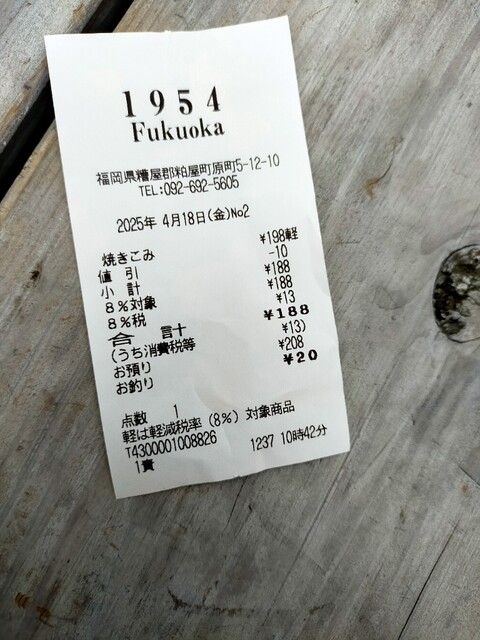 1954
Fukuoka
福岡県糟屋郡粕屋町原町5-12-10
TEL:092-692-5605
2025年 4月18日(金)No2
焼きこみ ¥198軽
値引 -10
小計 ¥188
8%対象 ¥188
8%税 ¥13
合計 ¥188
(うち消費税等 ¥13)
お預り ¥208
お釣り ¥20
点数 1
軽は軽減税率(8%)対象商品
T4300001008826
1責 1237 10時42分